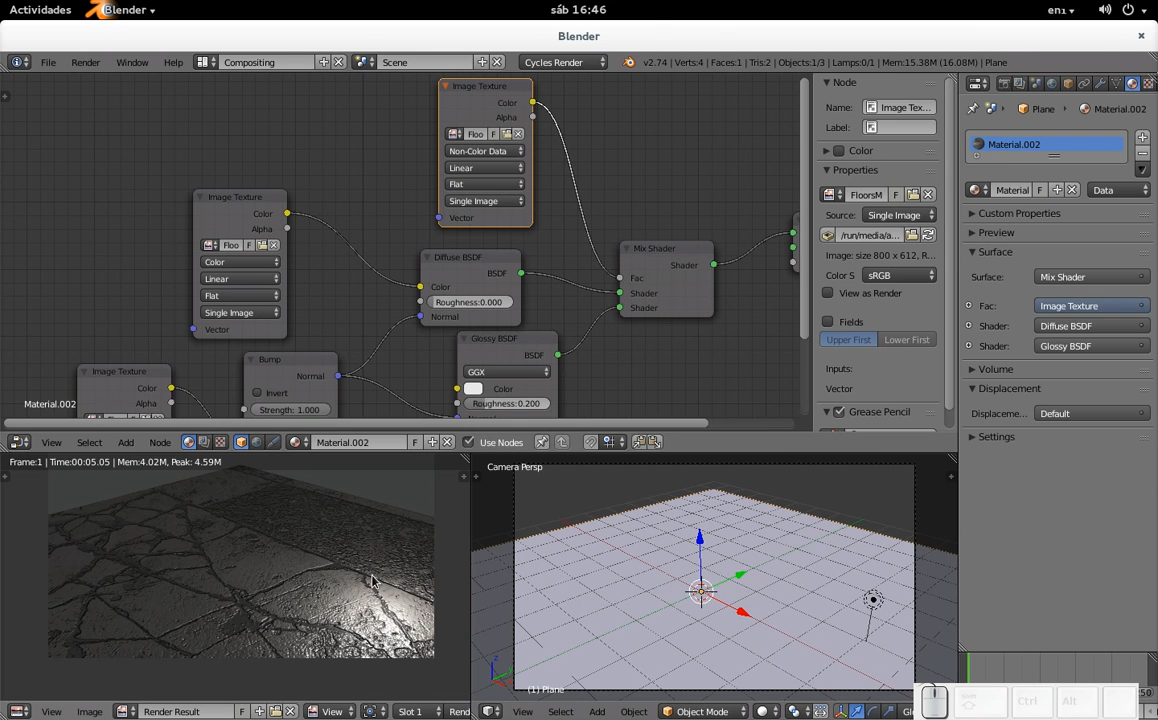 Actividades Blender sáb 16:46 en1
Blender
File Render Window Help Compositing Scene Cycles Render v2.74 | Verts:4 | Faces:1 | Tris:2 | Objects:1/3 | Lamps:0/1 | Mem:15.38M (16.08M) | Plane
Image Texture
Color
Alpha
Floo F
Non-Color Data
Linear
Flat
Single Image
Vector
Image Texture
Color
Alpha
Floo F
Color
Linear
Flat
Single Image
Vector
Diffuse BSDF
BSDF
Color
Roughness:0.000
Normal
Mix Shader
Shader
Fac
Shader
Shader
Glossy BSDF
BSDF
GGX
Color
Roughness:0.200
Bump
Normal
Invert
Strength: 1.000
Image Texture
Color
Alpha
Material.002
Node
Name: Image Tex...
Label:
Color
Properties
FloorsM F
Source: Single Image
/run/media/a...
Image: size 800 x 612, R...
Color S sRGB
View as Render
Fields
Upper First Lower First
Inputs:
Vector
Grease Pencil
Plane Material.002
Material.002
Material F Data
Custom Properties
Preview
Surface
Surface: Mix Shader
Fac: Image Texture
Shader: Diffuse BSDF
Shader: Glossy BSDF
Volume
Displacement
Displaceme... Default
Settings
View Select Add Node Material.002 F Use Nodes
Frame:1 | Time:00:05.05 | Mem:4.02M, Peak: 4.59M
Camera Persp
(1) Plane
View Image Render Result F View Slot 1 Rend
View Select Add Object Object Mode Gl
Ctrl Alt 250